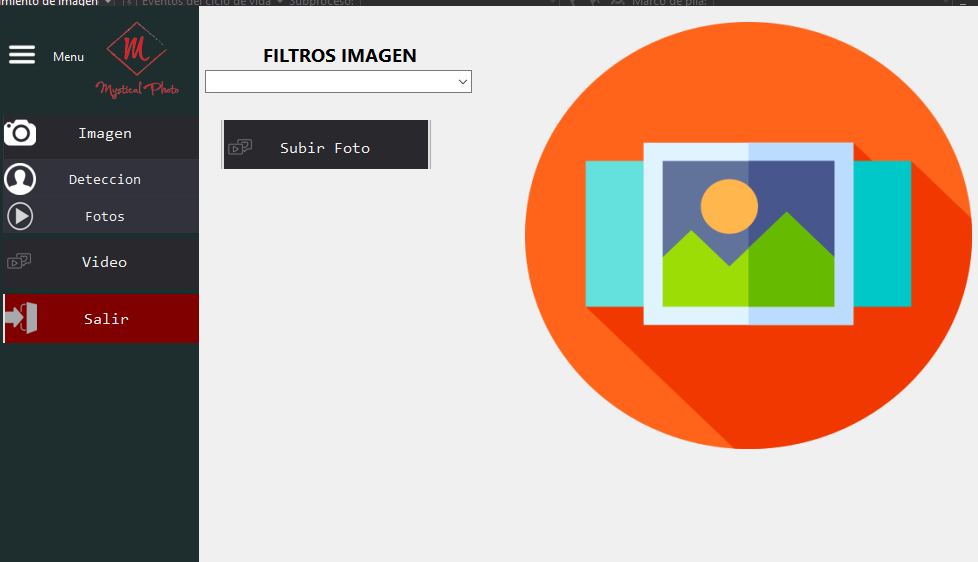 miento de imagen
Eventos del ciclo de vida
Subproceso:
Marco de pila:
Menu
M
Mystical Photo
FILTROS IMAGEN
Imagen
Subir Foto
Deteccion
Fotos
Video
Salir